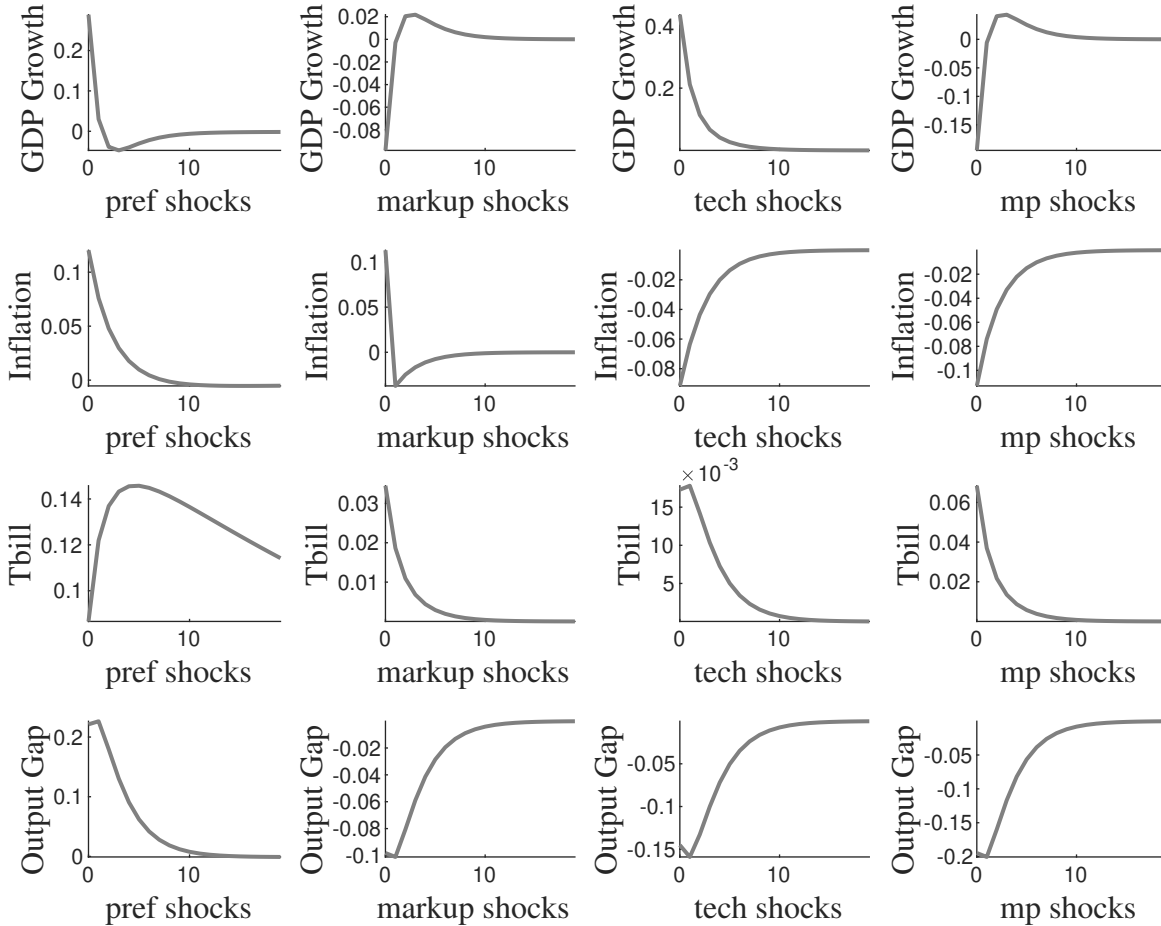 GDP Growth
0.2
0.1
0
0 10
pref shocks
GDP Growth
0.02
0
-0.02
-0.04
-0.06
-0.08
0 10
markup shocks
GDP Growth
0.4
0.2
0 10
tech shocks
GDP Growth
0
-0.05
-0.1
-0.15
0 10
mp shocks
Inflation
0.1
0.05
0
0 10
pref shocks
Inflation
0.1
0.05
0
0 10
markup shocks
Inflation
-0.02
-0.04
-0.06
-0.08
0 10
tech shocks
Inflation
-0.02
-0.04
-0.06
-0.08
-0.1
0 10
mp shocks
Tbill
0.14
0.12
0.1
0 10
pref shocks
Tbill
0.03
0.02
0.01
0 10
markup shocks
Tbill
× 10⁻³
15
10
5
0 10
tech shocks
Tbill
0.06
0.04
0.02
0 10
mp shocks
Output Gap
0.2
0.1
0
0 10
pref shocks
Output Gap
-0.02
-0.04
-0.06
-0.08
-0.1
0 10
markup shocks
Output Gap
-0.05
-0.1
-0.15
0 10
tech shocks
Output Gap
-0.05
-0.1
-0.15
-0.2
0 10
mp shocks